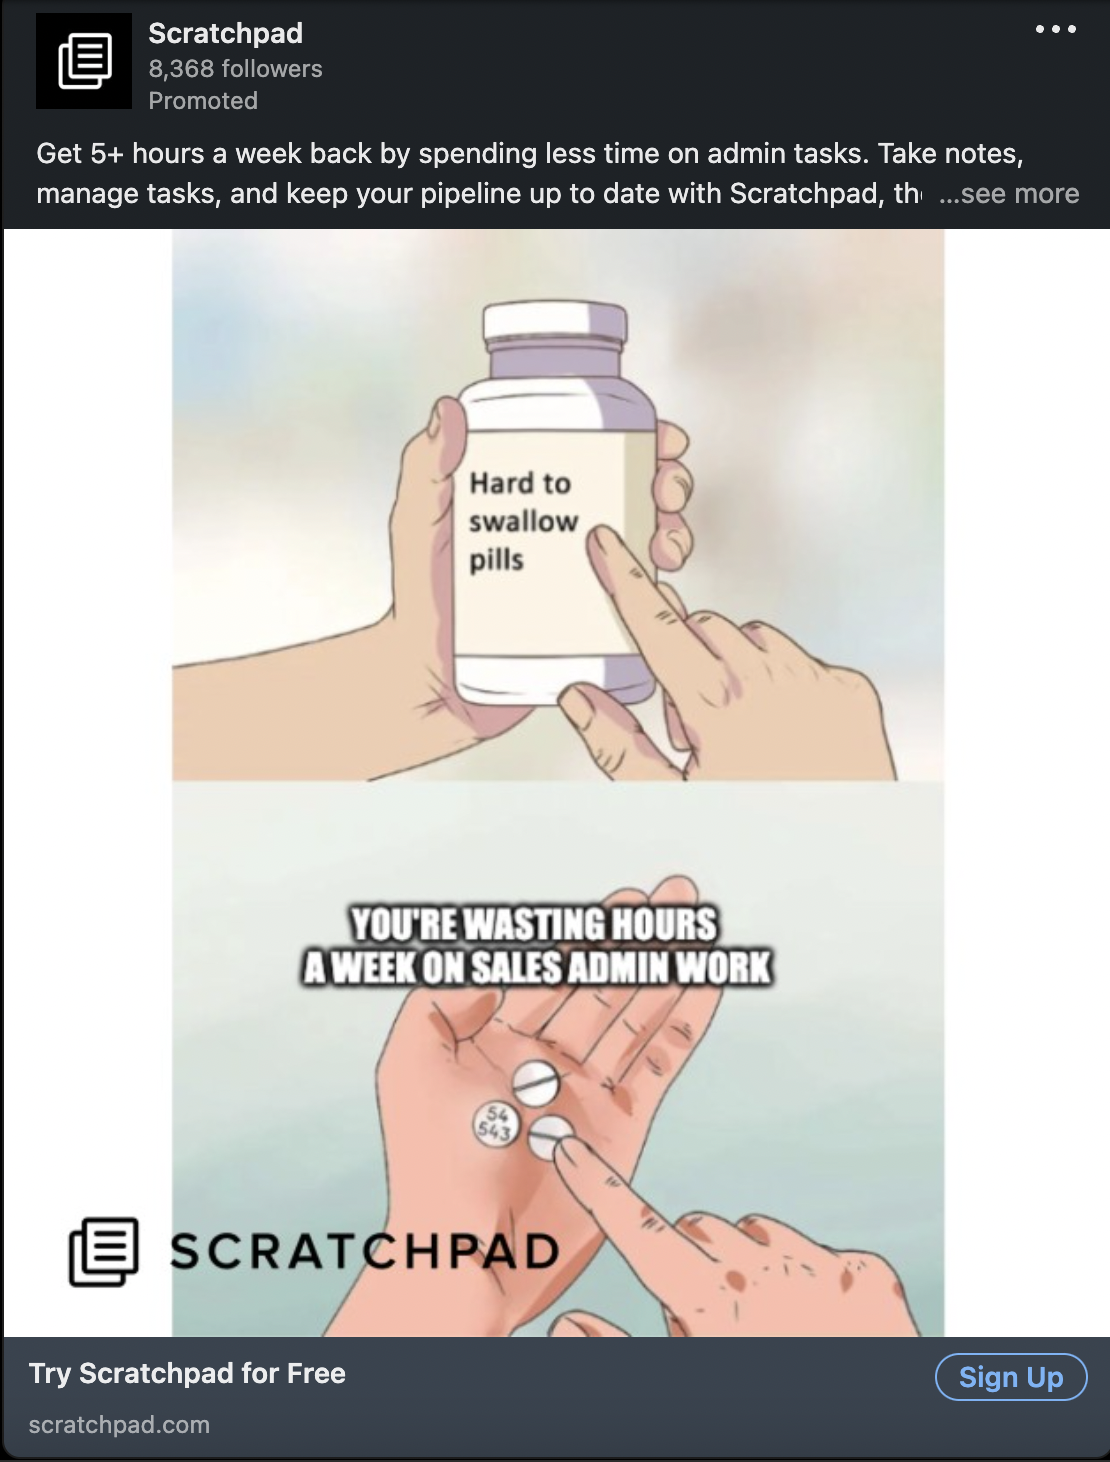 Scratchpad
8,368 followers
Promoted
Get 5+ hours a week back by spending less time on admin tasks. Take notes,
manage tasks, and keep your pipeline up to date with Scratchpad, th ...see more
Hard to
swallow
pills
YOU'RE WASTING HOURS
A WEEK ON SALES ADMIN WORK
54
543
SCRATCHPAD
Try Scratchpad for Free
Sign Up
scratchpad.com